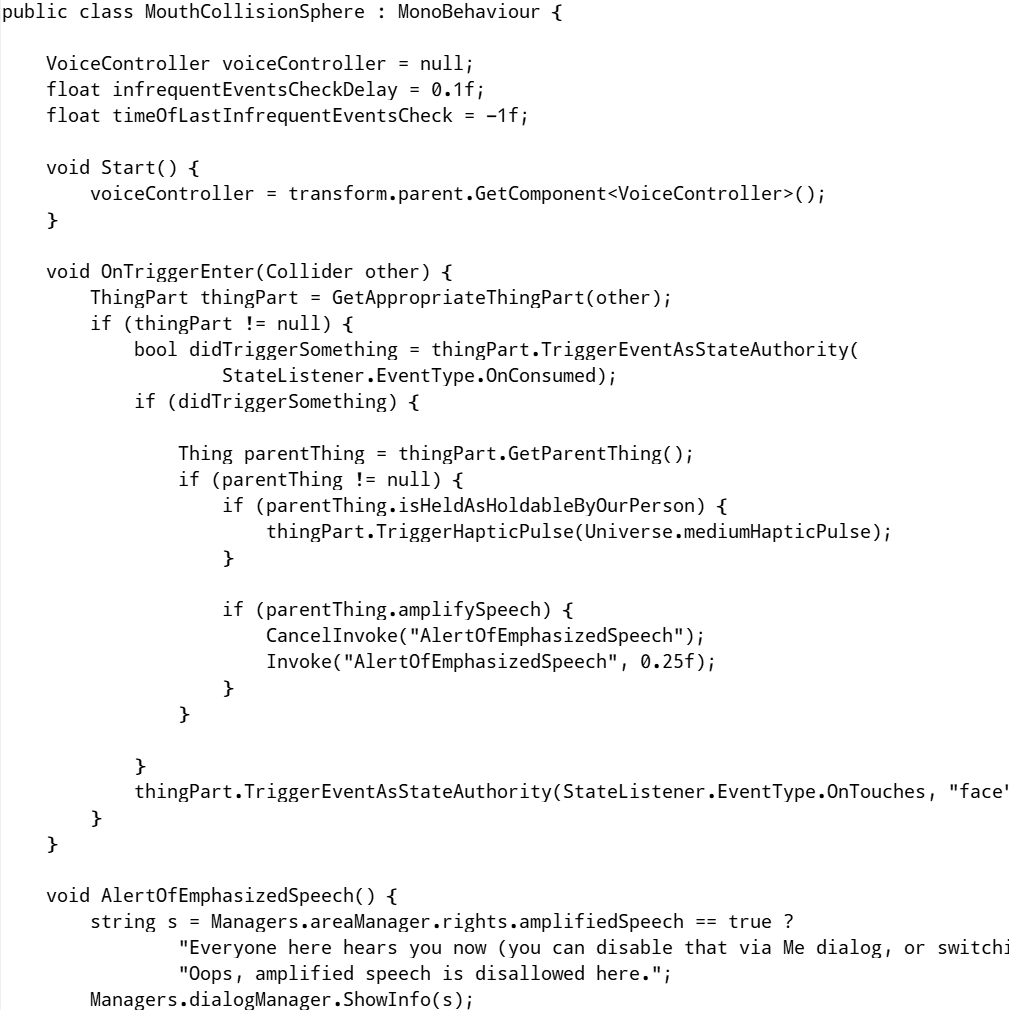 public class MouthCollisionSphere : MonoBehaviour {
VoiceController voiceController = null;
float infrequentEventsCheckDelay = 0.1f;
float timeOfLastInfrequentEventsCheck = -1f;
void Start() {
voiceController = transform.parent.GetComponent<VoiceController>();
}
void OnTriggerEnter(Collider other) {
ThingPart thingPart = GetAppropriateThingPart(other);
if (thingPart != null) {
bool didTriggerSomething = thingPart.TriggerEventAsStateAuthority(
StateListener.EventType.OnConsumed);
if (didTriggerSomething) {
Thing parentThing = thingPart.GetParentThing();
if (parentThing != null) {
if (parentThing.isHeldAsHoldableByOurPerson) {
thingPart.TriggerHapticPulse(Universe.mediumHapticPulse);
}
if (parentThing.amplifySpeech) {
CancelInvoke("AlertOfEmphasizedSpeech");
Invoke("AlertOfEmphasizedSpeech", 0.25f);
}
}
}
thingPart.TriggerEventAsStateAuthority(StateListener.EventType.OnTouches, "face"
}
}
void AlertOfEmphasizedSpeech() {
string s = Managers.areaManager.rights.amplifiedSpeech == true ?
"Everyone here hears you now (you can disable that via Me dialog, or switchi
"Oops, amplified speech is disallowed here.";
Managers.dialogManager.ShowInfo(s);